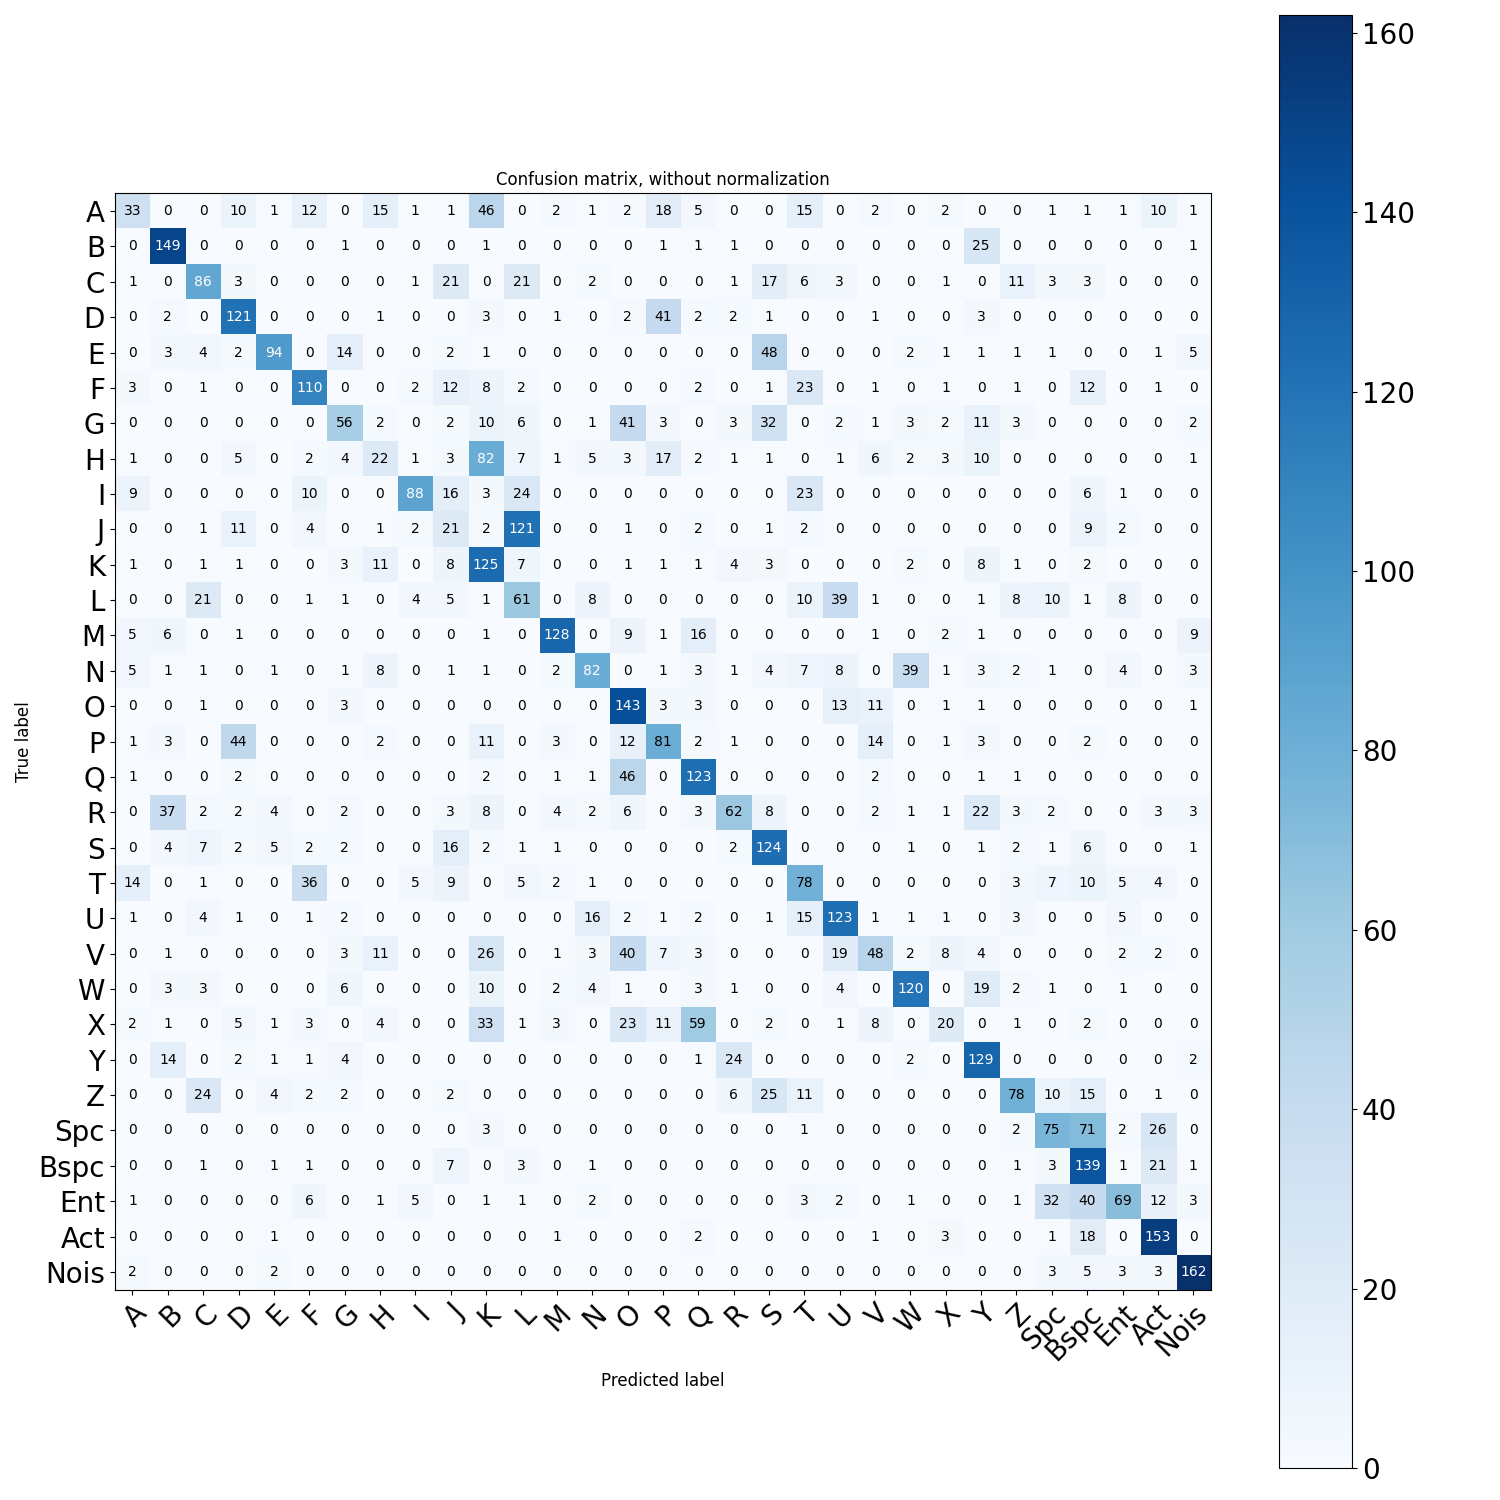 Confusion matrix, without normalization
A 33 0 0 10 1 12 0 15 1 1 46 0 2 1 2 18 5 0 0 15 0 2 0 2 0 0 1 1 1 10 1
B 0 149 0 0 0 0 1 0 0 0 1 0 0 0 0 1 1 1 0 0 0 0 0 0 25 0 0 0 0 0 1
C 1 0 86 3 0 0 0 0 1 21 0 21 0 2 0 0 0 1 17 6 3 0 0 1 0 11 3 3 0 0 0
D 0 2 0 121 0 0 0 1 0 0 3 0 1 0 2 41 2 2 1 0 0 1 0 0 3 0 0 0 0 0 0
E 0 3 4 2 94 0 14 0 0 2 1 0 0 0 0 0 0 0 48 0 0 0 2 1 1 1 1 0 0 1 5
F 3 0 1 0 0 110 0 0 2 12 8 2 0 0 0 0 2 0 1 23 0 1 0 1 0 1 0 12 0 1 0
G 0 0 0 0 0 0 56 2 0 2 10 6 0 1 41 3 0 3 32 0 2 1 3 2 11 3 0 0 0 0 2
H 1 0 0 5 0 2 4 22 1 3 82 7 1 5 3 17 2 1 1 0 1 6 2 3 10 0 0 0 0 0 1
I 9 0 0 0 0 10 0 0 88 16 3 24 0 0 0 0 0 0 0 23 0 0 0 0 0 0 0 6 1 0 0
J 0 0 1 11 0 4 0 1 2 21 2 121 0 0 1 0 2 0 1 2 0 0 0 0 0 0 0 9 2 0 0
K 1 0 1 1 0 0 3 11 0 8 125 7 0 0 1 1 1 4 3 0 0 0 2 0 8 1 0 2 0 0 0
L 0 0 21 0 0 1 1 0 4 5 1 61 0 8 0 0 0 0 0 10 39 1 0 0 1 8 10 1 8 0 0
M 5 6 0 1 0 0 0 0 0 0 1 0 128 0 9 1 16 0 0 0 0 1 0 2 1 0 0 0 0 0 9
N 5 1 1 0 1 0 1 8 0 1 1 0 2 82 0 1 3 1 4 7 8 0 39 1 3 2 1 0 4 0 3
O 0 0 1 0 0 0 3 0 0 0 0 0 0 0 143 3 3 0 0 0 13 11 0 1 1 0 0 0 0 0 1
P 1 3 0 44 0 0 0 2 0 0 11 0 3 0 12 81 2 1 0 0 0 14 0 1 3 0 0 2 0 0 0
Q 1 0 0 2 0 0 0 0 0 0 2 0 1 1 46 0 123 0 0 0 0 2 0 0 1 1 0 0 0 0 0
R 0 37 2 2 4 0 2 0 0 3 8 0 4 2 6 0 3 62 8 0 0 2 1 1 22 3 2 0 0 3 3
S 0 4 7 2 5 2 2 0 0 16 2 1 1 0 0 0 0 2 124 0 0 0 1 0 1 2 1 6 0 0 1
T 14 0 1 0 0 36 0 0 5 9 0 5 2 1 0 0 0 0 0 78 0 0 0 0 0 3 7 10 5 4 0
U 1 0 4 1 0 1 2 0 0 0 0 0 0 16 2 1 2 0 1 15 123 1 1 1 0 3 0 0 5 0 0
V 0 1 0 0 0 0 3 11 0 0 26 0 1 3 40 7 3 0 0 0 19 48 2 8 4 0 0 0 2 2 0
W 0 3 3 0 0 0 6 0 0 0 10 0 2 4 1 0 3 1 0 0 4 0 120 0 19 2 1 0 1 0 0
X 2 1 0 5 1 3 0 4 0 0 33 1 3 0 23 11 59 0 2 0 1 8 0 20 0 1 0 2 0 0 0
Y 0 14 0 2 1 1 4 0 0 0 0 0 0 0 0 0 1 24 0 0 0 0 2 0 129 0 0 0 0 0 2
Z 0 0 24 0 4 2 2 0 0 2 0 0 0 0 0 0 0 6 25 11 0 0 0 0 0 78 10 15 0 1 0
Spc 0 0 0 0 0 0 0 0 0 0 3 0 0 0 0 0 0 0 0 1 0 0 0 0 0 2 75 71 2 26 0
Bspc 0 0 1 0 1 1 0 0 0 7 0 3 0 1 0 0 0 0 0 0 0 0 0 0 0 1 3 139 1 21 1
Ent 1 0 0 0 0 6 0 1 5 0 1 1 0 2 0 0 0 0 0 3 2 0 1 0 0 1 32 40 69 12 3
Act 0 0 0 0 1 0 0 0 0 0 0 0 1 0 0 0 2 0 0 0 0 1 0 3 0 0 1 18 0 153 0
Nois 2 0 0 0 2 0 0 0 0 0 0 0 0 0 0 0 0 0 0 0 0 0 0 0 0 0 3 5 3 3 162
A B C D E F G H I J K L M N O P Q R S T U V W X Y Z Spc Bspc Ent Act Nois
Predicted label
True label
160
140
120
100
80
60
40
20
0